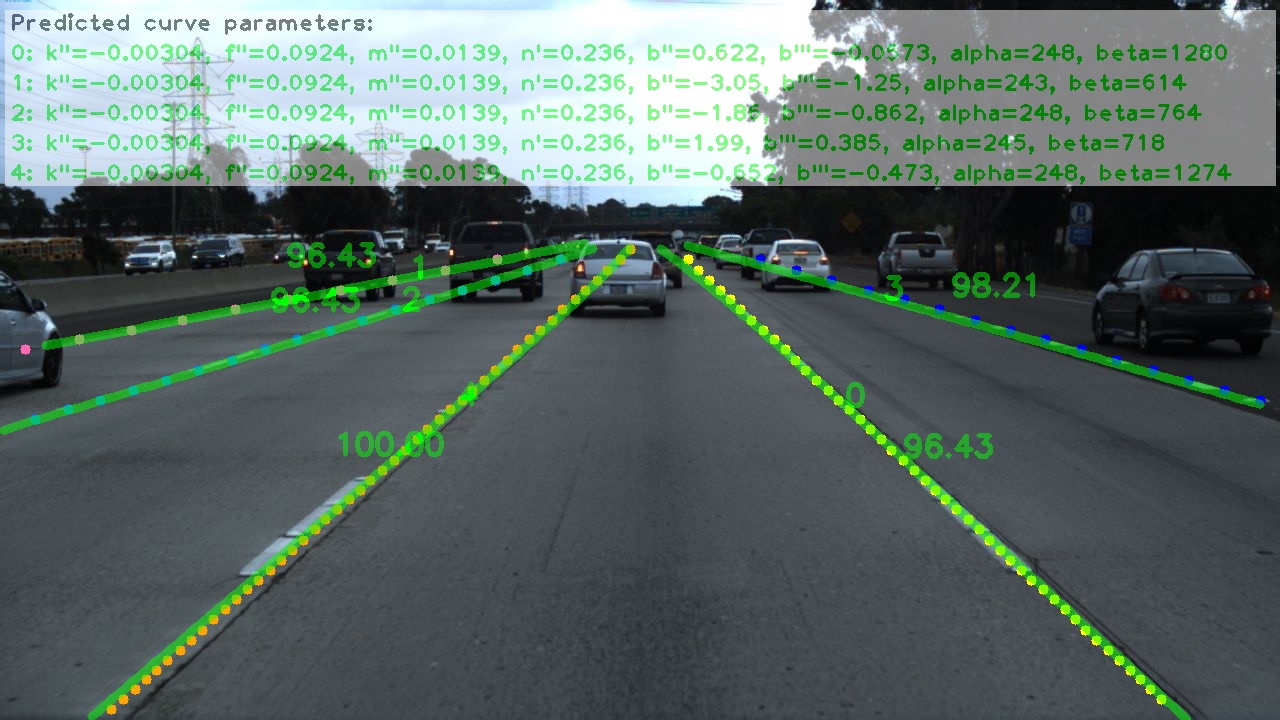 Predicted curve parameters:
0: k''=-0.00304, f''=0.0924, m''=0.0139, n'=0.236, b''=0.622, b'''=-0.0573, alpha=248, beta=1280
1: k''=-0.00304, f''=0.0924, m''=0.0139, n'=0.236, b''=-3.05, b'''=-1.25, alpha=243, beta=614
2: k''=-0.00304, f''=0.0924, m''=0.0139, n'=0.236, b''=-1.85, b'''=-0.862, alpha=248, beta=764
3: k''=-0.00304, f''=0.0924, m''=0.0139, n'=0.236, b''=1.99, b'''=0.385, alpha=245, beta=718
4: k''=-0.00304, f''=0.0924, m''=0.0139, n'=0.236, b''=-0.652, b'''=-0.473, alpha=248, beta=1274
96.43 1
96.43 2
3 98.21
0
100.00
96.43